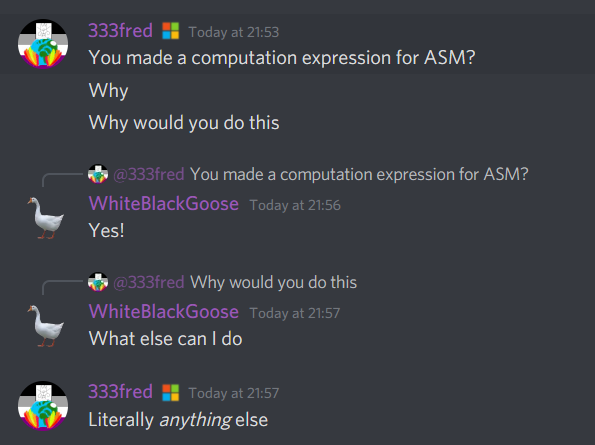 333fred Today at 21:53
You made a computation expression for ASM?
Why
Why would you do this
@333fred You made a computation expression for ASM?
WhiteBlackGoose Today at 21:56
Yes!
@333fred Why would you do this
WhiteBlackGoose Today at 21:57
What else can I do
333fred Today at 21:57
Literally anything else